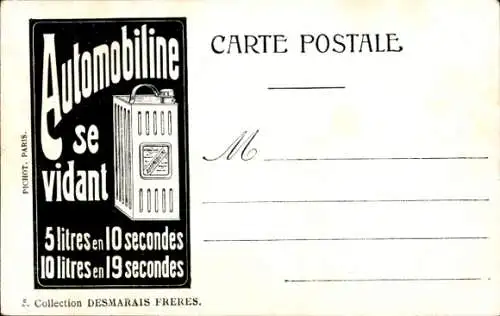 Automobiline
se
vidant
5 litres en 10 secondes
10 litres en 19 secondes
PICHOT, PARIS.
5. Collection DESMARAIS FRERES.
CARTE POSTALE
M